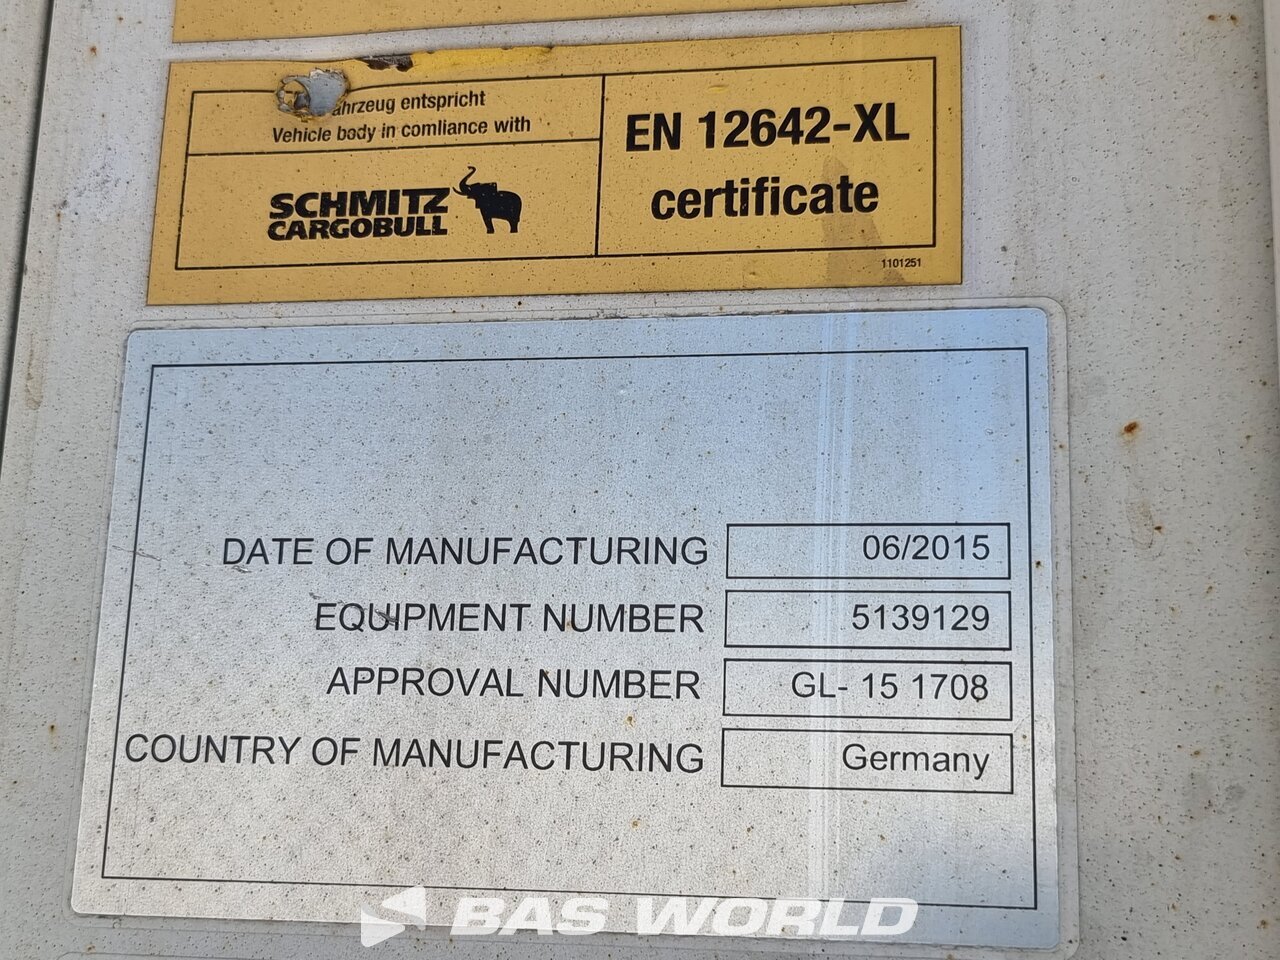 entspricht
Vehicle body in comliance with
SCHMITZ
CARGOBULL
EN 12642-XL
certificate
1101251
DATE OF MANUFACTURING 06/2015
EQUIPMENT NUMBER 5139129
APPROVAL NUMBER GL- 15 1708
COUNTRY OF MANUFACTURING Germany
BAS WORLD